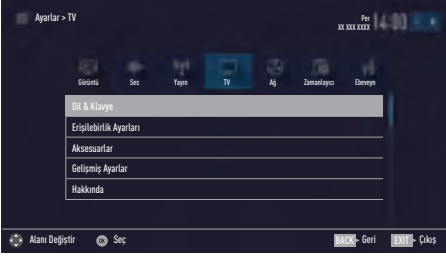 Ayarlar > TV
Per
XX XXX XXXX
14:00
Görüntü Ses Yayın TV Ağ Zamanlayıcı Ebeveyn
Dil & Klavye
Erişilebilirlik Ayarları
Aksesuarlar
Gelişmiş Ayarlar
Hakkında
Alanı Değiştir OK Seç BACK Geri EXIT Çıkış